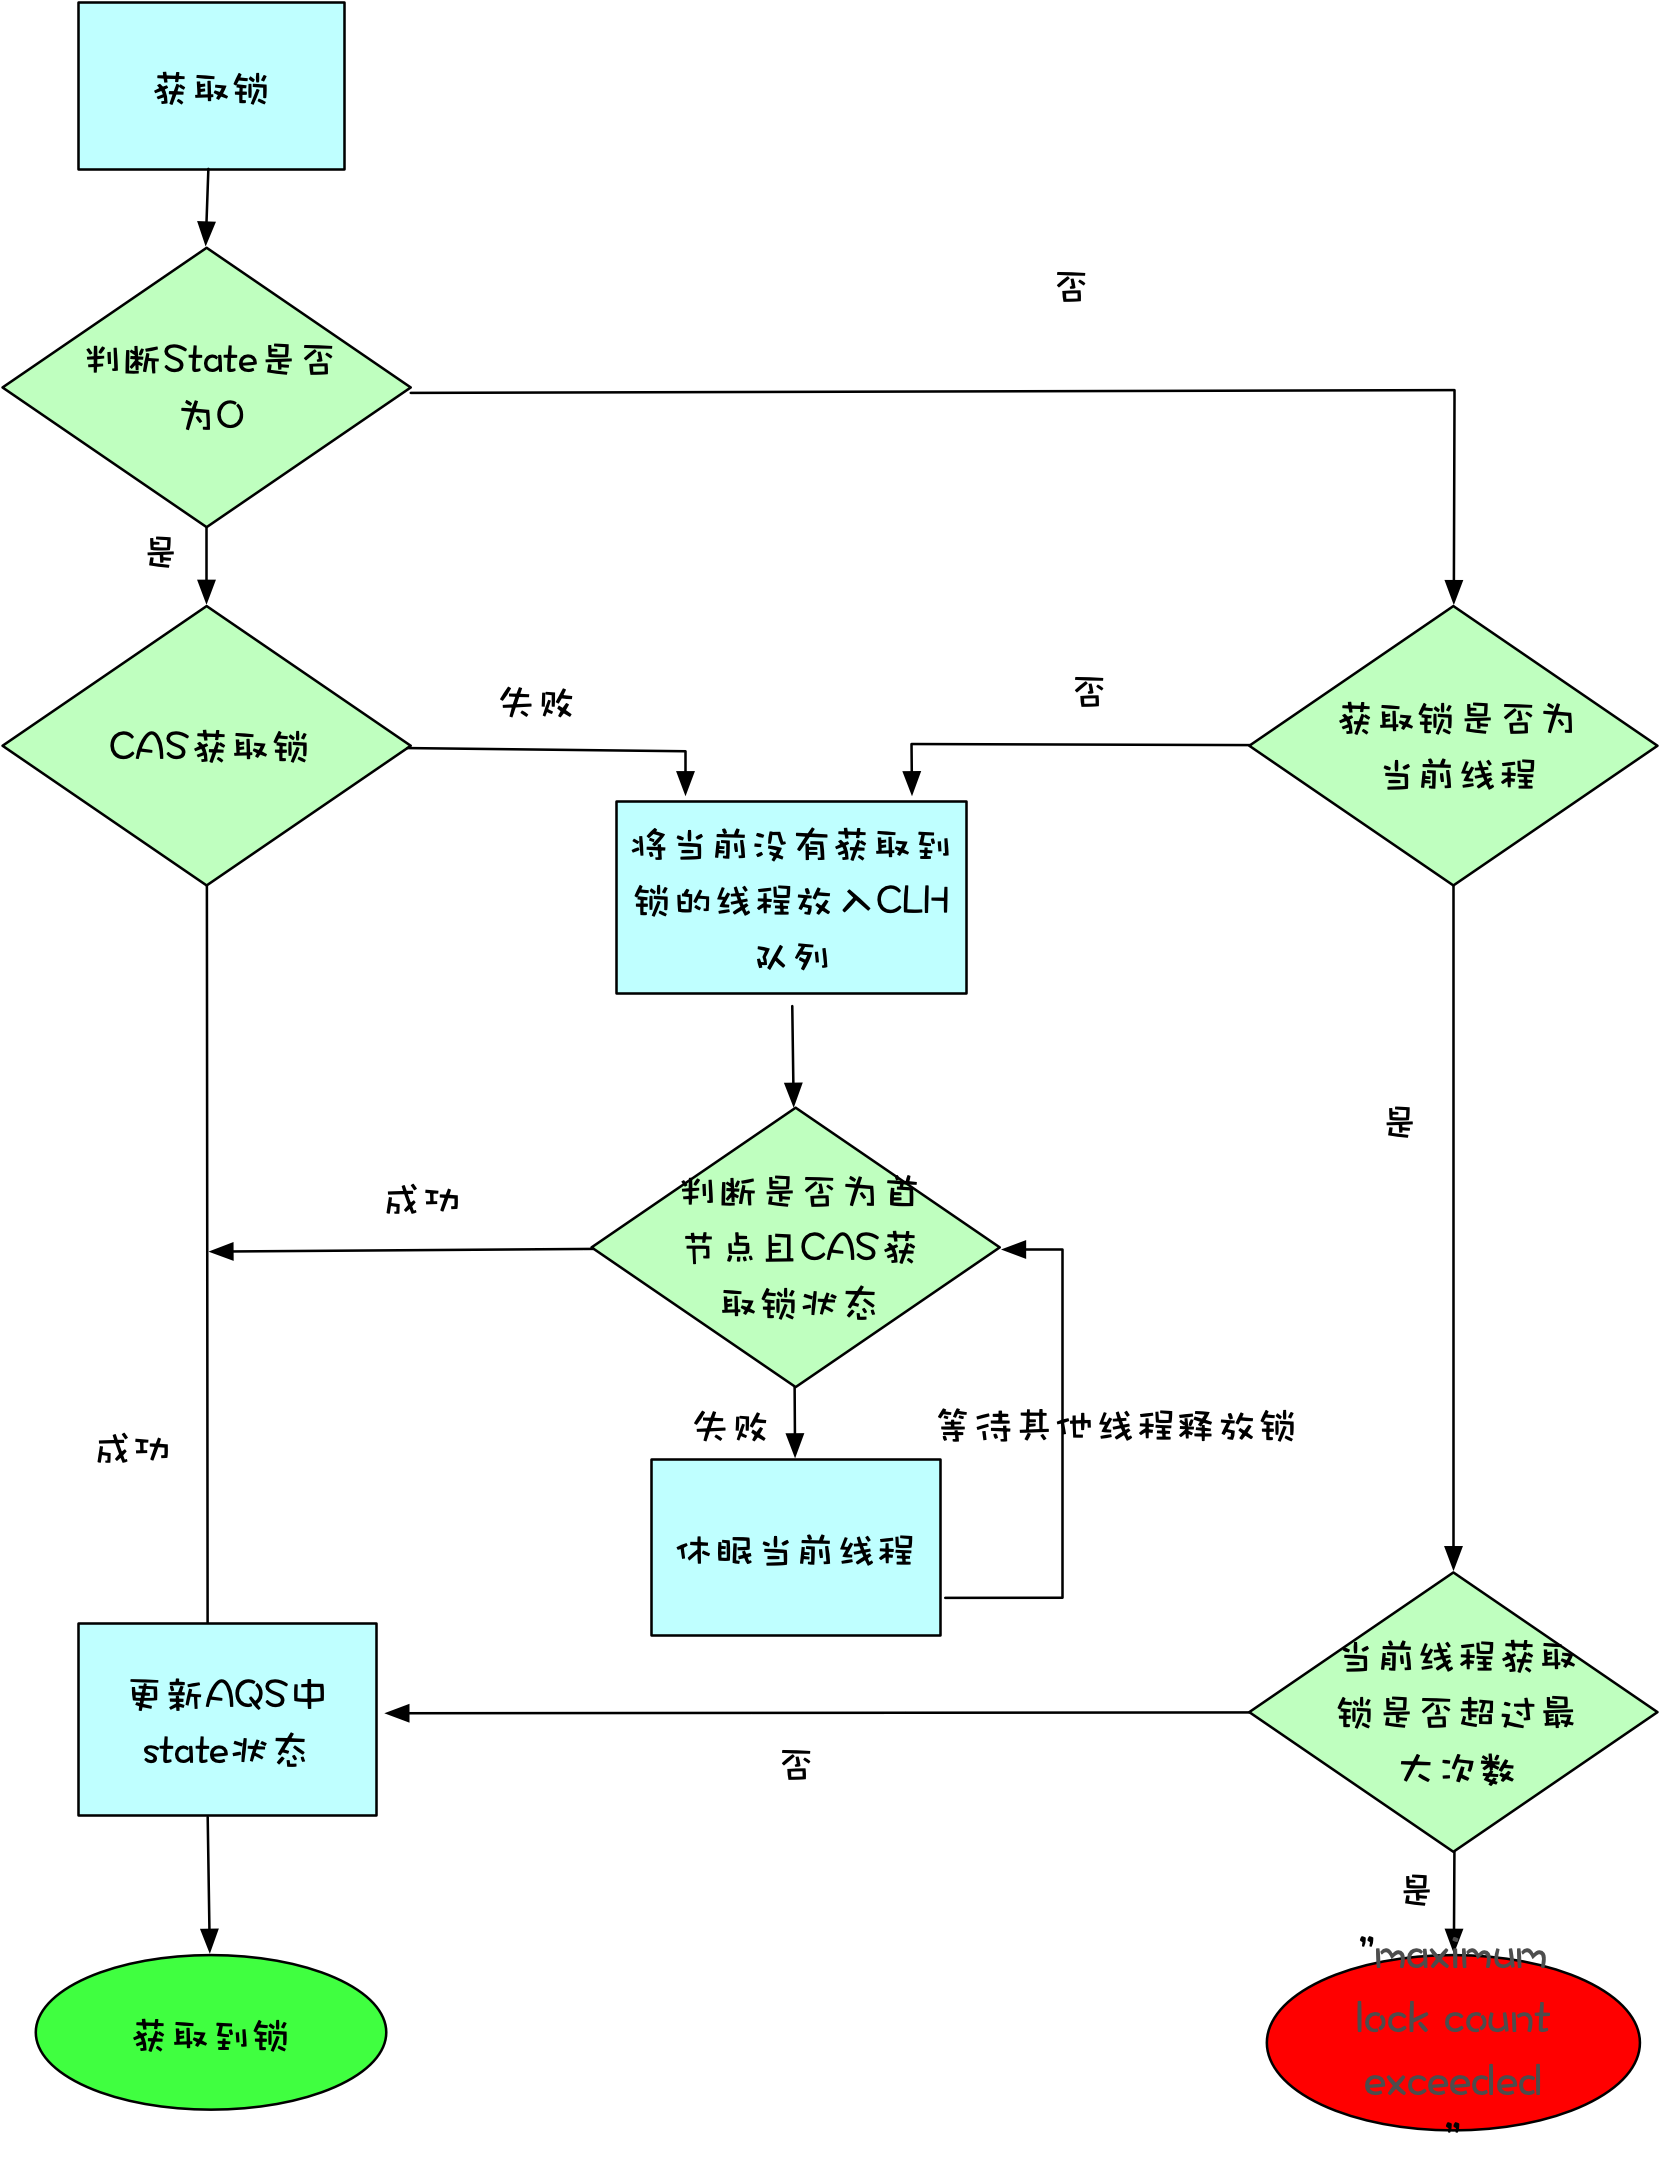 获取锁
否
判断State是否
为0
是
失败
否
CAS获取锁
获取锁是否为
当前线程
将当前没有获取到
锁的线程放入CLH
队列
是
成功
判断是否为首
节点且CAS获
取锁状态
失败
等待其他线程释放锁
成功
休眠当前线程
当前线程获取
锁是否超过最
大次数
更新AQS中
state状态
否
是
"maximum
lock count
exceeded
"
获取到锁